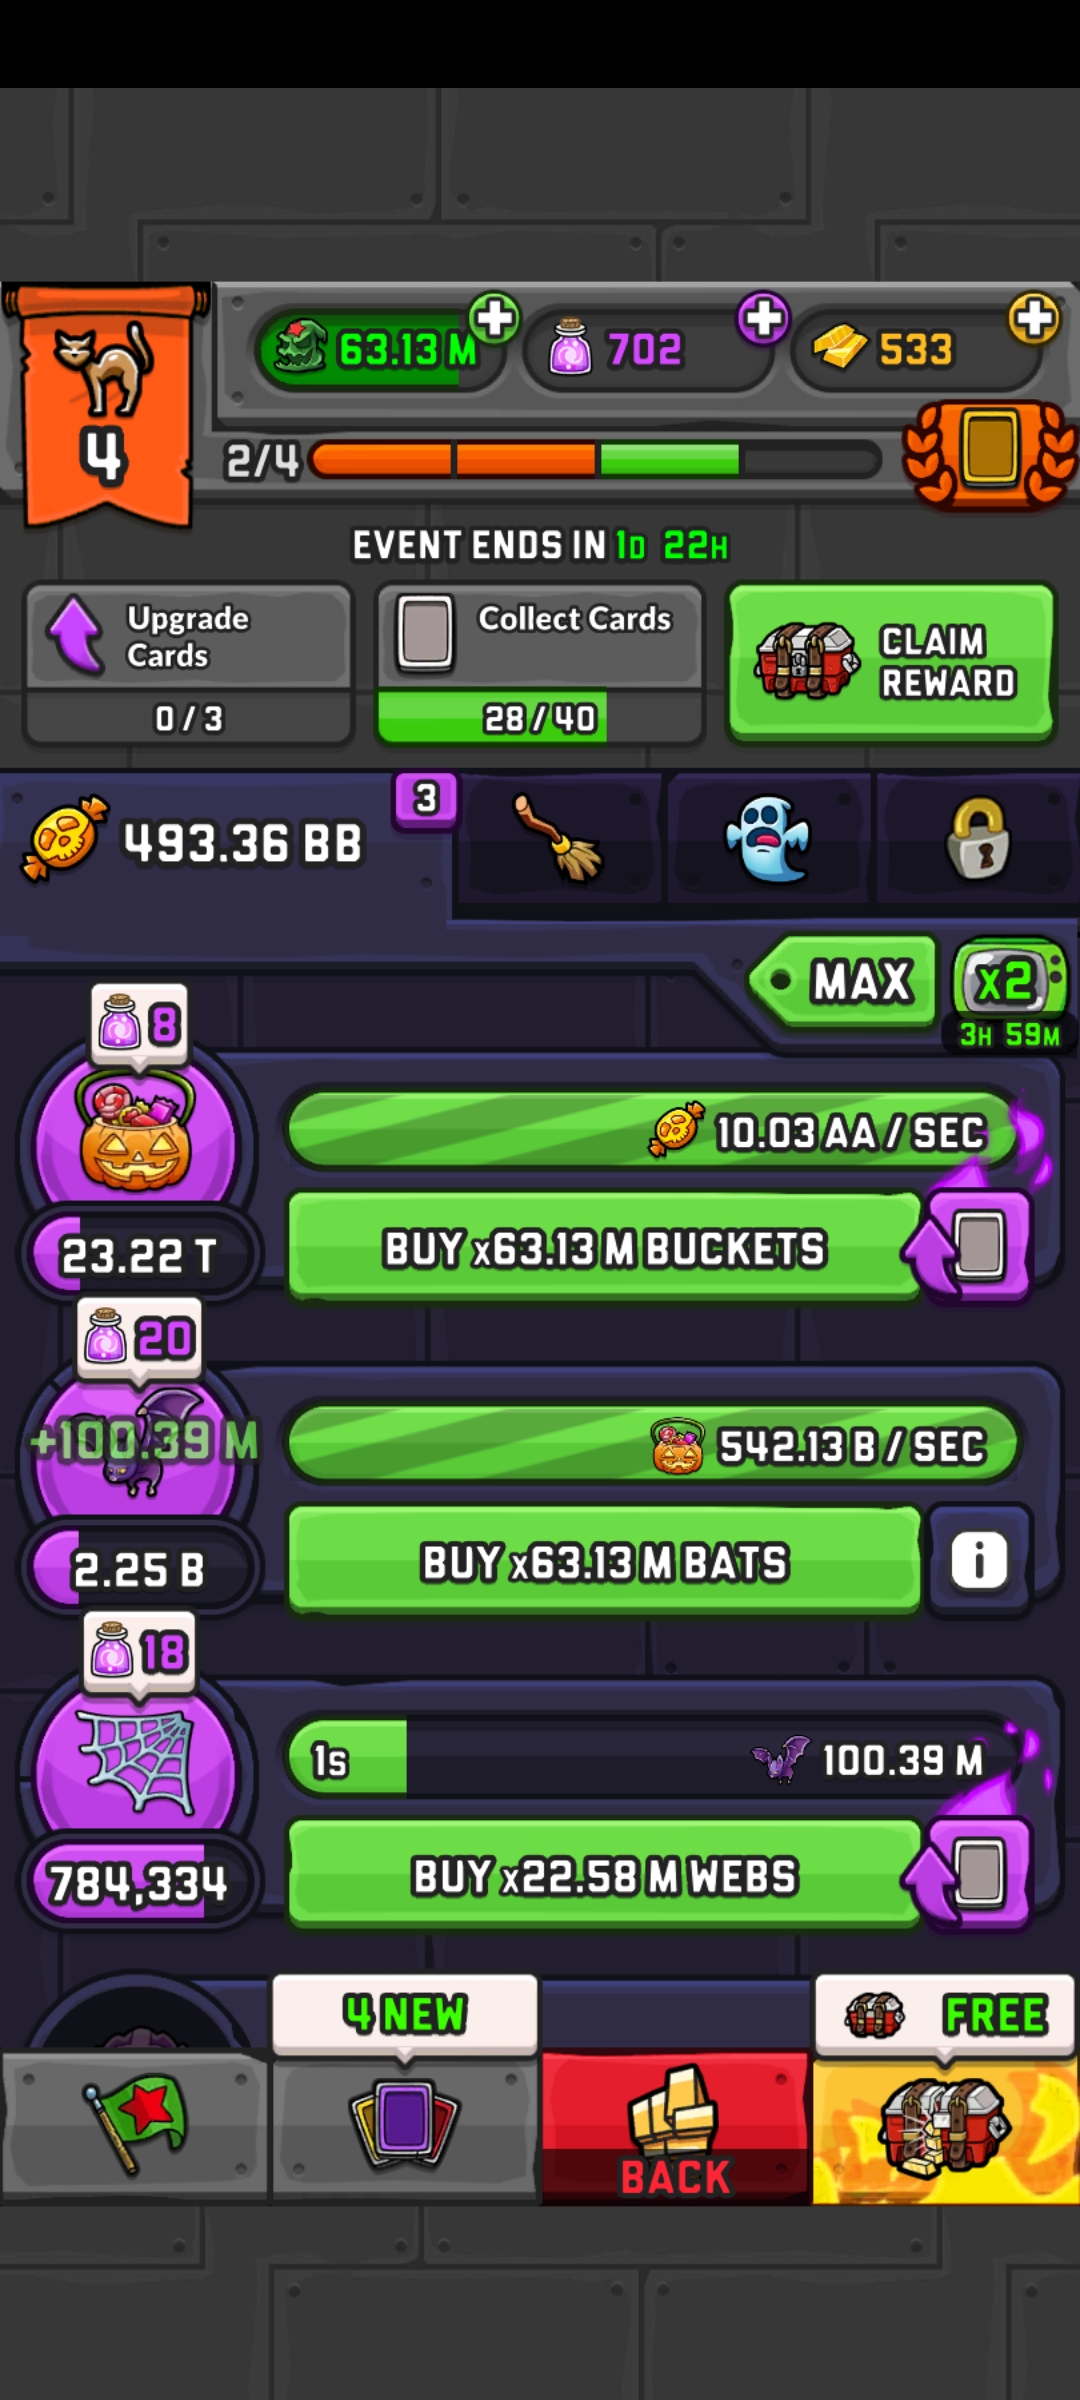 63.13 M
702
533
4
2/4
EVENT ENDS IN 1D 22H
Upgrade
Cards
0 / 3
Collect Cards
28 / 40
CLAIM
REWARD
493.36 BB
3
MAX
x2
3H 59M
8
10.03 AA / SEC
23.22 T
BUY x63.13 M BUCKETS
20
+100.39 M
542.13 B / SEC
2.25 B
BUY x63.13 M BATS
i
18
1s
100.39 M
784,334
BUY x22.58 M WEBS
4 NEW
FREE
BACK